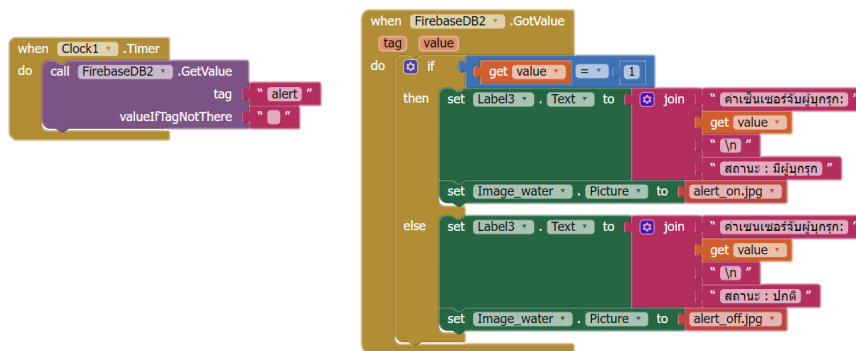 when Clock1 .Timer
do call FirebaseDB2 .GetValue
tag " alert "
valueIfTagNotThere " "
when FirebaseDB2 .GotValue
tag value
do if get value = 1
then set Label3 . Text to join " ค่าเซ็นเซอร์จับผู้บุกรุก: "
get value
" \n "
" สถานะ : มีผู้บุกรุก "
set Image_water . Picture to alert_on.jpg
else set Label3 . Text to join " ค่าเซนเซอร์จับผู้บุกรุก: "
get value
" \n "
" สถานะ : ปกติ "
set Image_water . Picture to alert_off.jpg